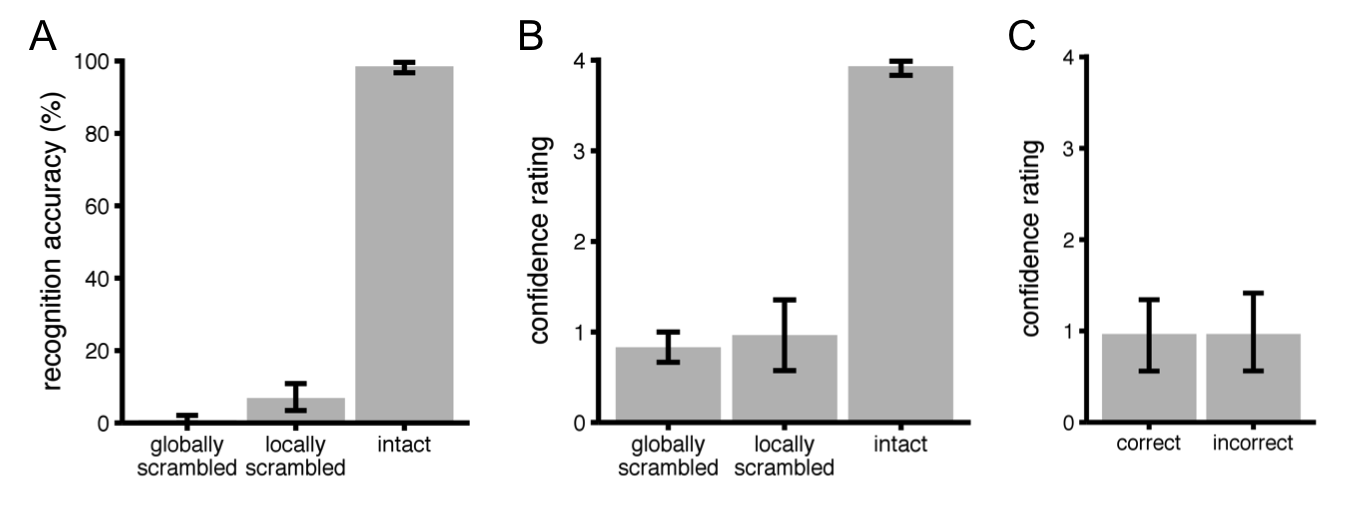 A
recognition accuracy (%)
100
80
60
40
20
0
globally
scrambled
locally
scrambled
intact
B
confidence rating
4
3
2
1
0
globally
scrambled
locally
scrambled
intact
C
confidence rating
4
3
2
1
0
correct
incorrect